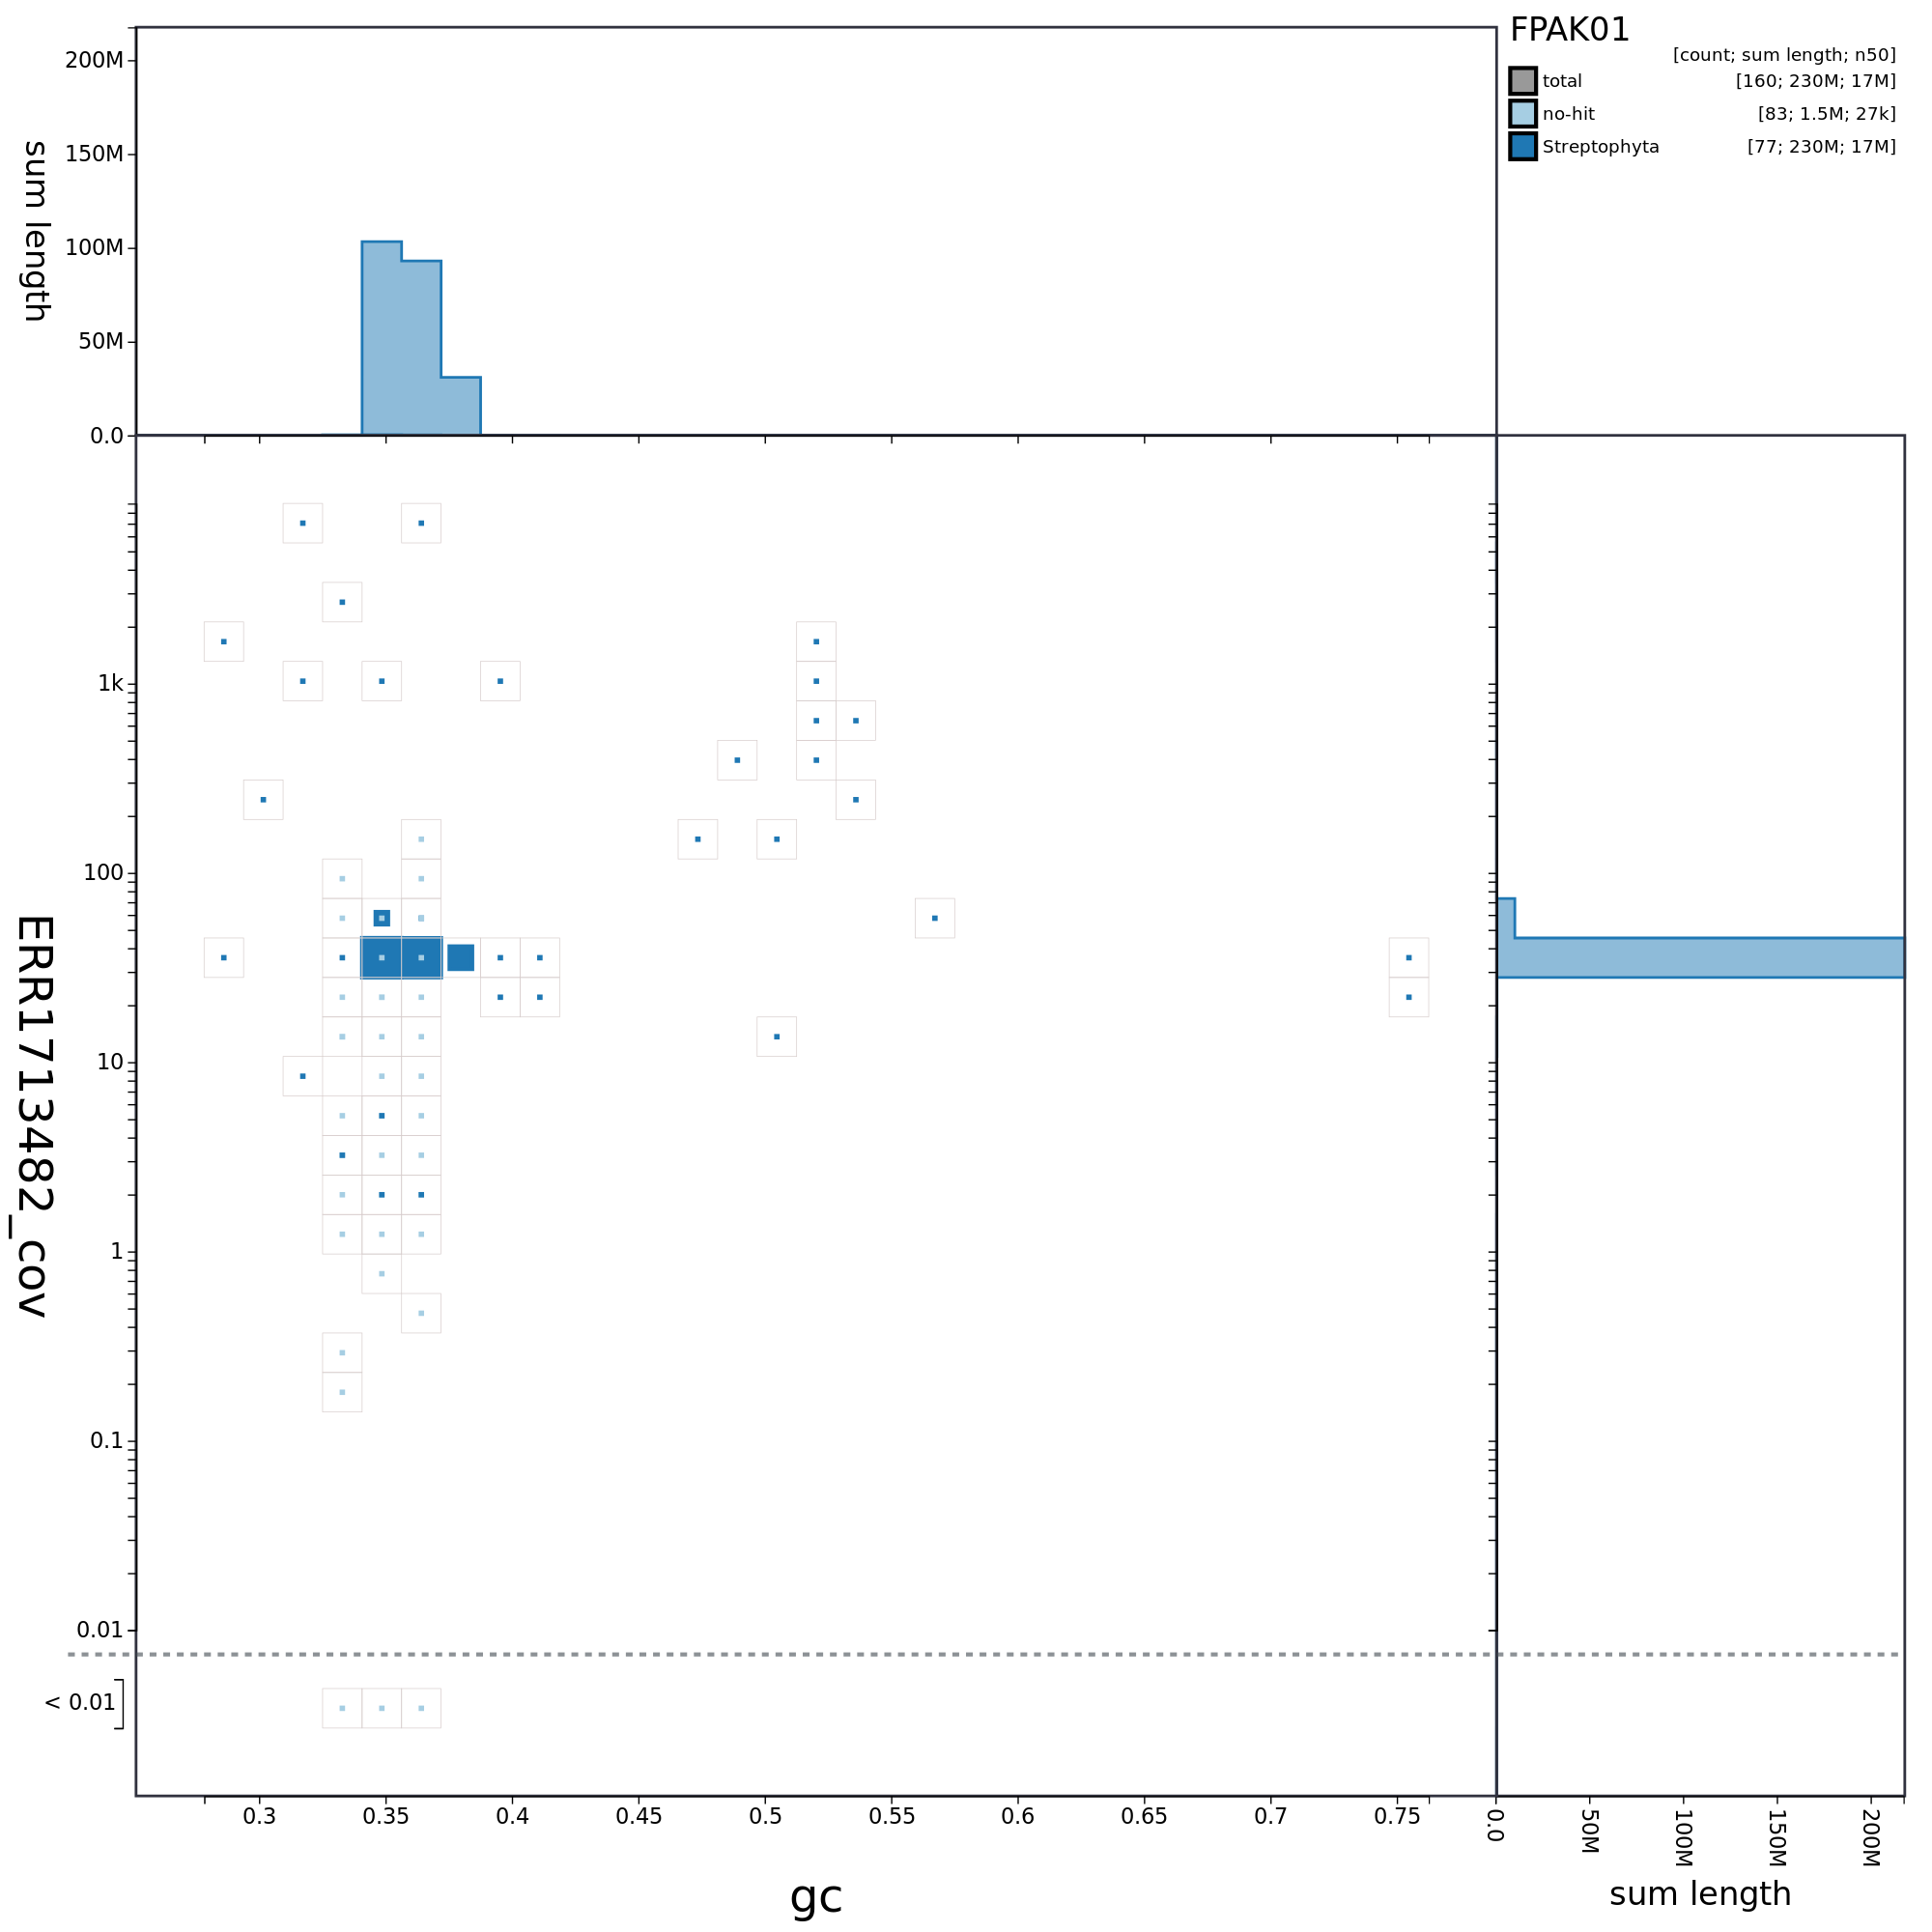 FPAK01
[count; sum length; n50]
total [160; 230M; 17M]
no-hit [83; 1.5M; 27k]
Streptophyta [77; 230M; 17M]
sum length
200M
150M
100M
50M
0.0
ERR17713482_cov
1k
100
10
1
0.1
0.01
< 0.01
0.3 0.35 0.4 0.45 0.5 0.55 0.6 0.65 0.7 0.75
gc
0.0 50M 100M 150M 200M
sum length